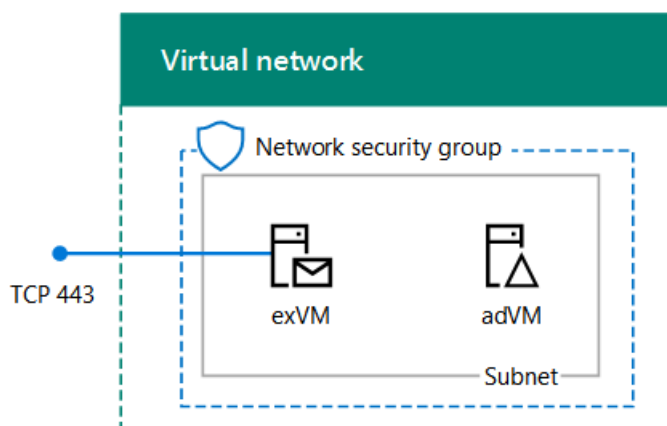 Virtual network
Network security group
TCP 443
exVM
adVM
Subnet